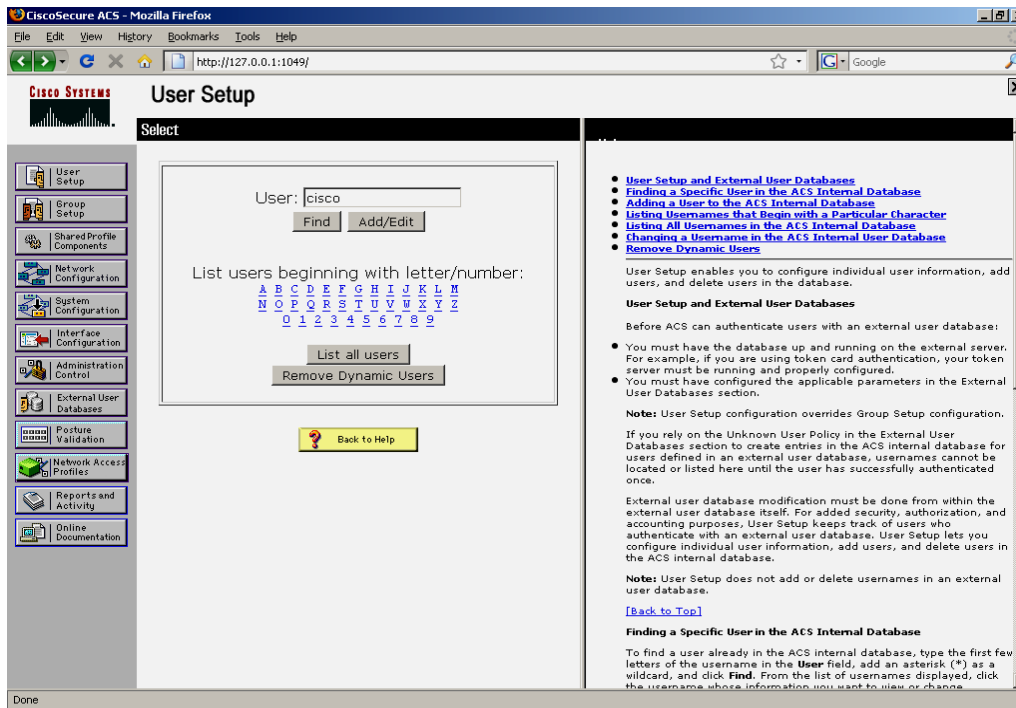 CiscoSecure ACS - Mozilla Firefox
File Edit View History Bookmarks Tools Help
http://127.0.0.1:1049/
G Google
CISCO SYSTEMS
User Setup
Select
User Setup
Group Setup
Shared Profile Components
Network Configuration
System Configuration
Interface Configuration
Administration Control
External User Databases
Posture Validation
Network Access Profiles
Reports and Activity
Online Documentation
User: cisco
Find Add/Edit
List users beginning with letter/number:
A B C D E F G H I J K L M
N O P Q R S T U V W X Y Z
0 1 2 3 4 5 6 7 8 9
List all users
Remove Dynamic Users
? Back to Help
User Setup and External User Databases
Finding a Specific User in the ACS Internal Database
Adding a User to the ACS Internal Database
Listing Usernames that Begin with a Particular Character
Listing All Usernames in the ACS Internal Database
Changing a Username in the ACS Internal User Database
Remove Dynamic Users
User Setup enables you to configure individual user information, add
users, and delete users in the database.
User Setup and External User Databases
Before ACS can authenticate users with an external user database:
You must have the database up and running on the external server.
For example, if you are using token card authentication, your token
server must be running and properly configured.
You must have configured the applicable parameters in the External
User Databases section.
Note: User Setup configuration overrides Group Setup configuration.
If you rely on the Unknown User Policy in the External User
Databases section to create entries in the ACS internal database for
users defined in an external user database, usernames cannot be
located or listed here until the user has successfully authenticated
once.
External user database modification must be done from within the
external user database itself. For added security, authorization, and
accounting purposes, User Setup keeps track of users who
authenticate with an external user database. User Setup lets you
configure individual user information, add users, and delete users in
the ACS internal database.
Note: User Setup does not add or delete usernames in an external
user database.
[Back to Top]
Finding a Specific User in the ACS Internal Database
To find a user already in the ACS internal database, type the first few
letters of the username in the User field, add an asterisk (*) as a
wildcard, and click Find. From the list of usernames displayed, click
the username whose information you want to view or change.
Done